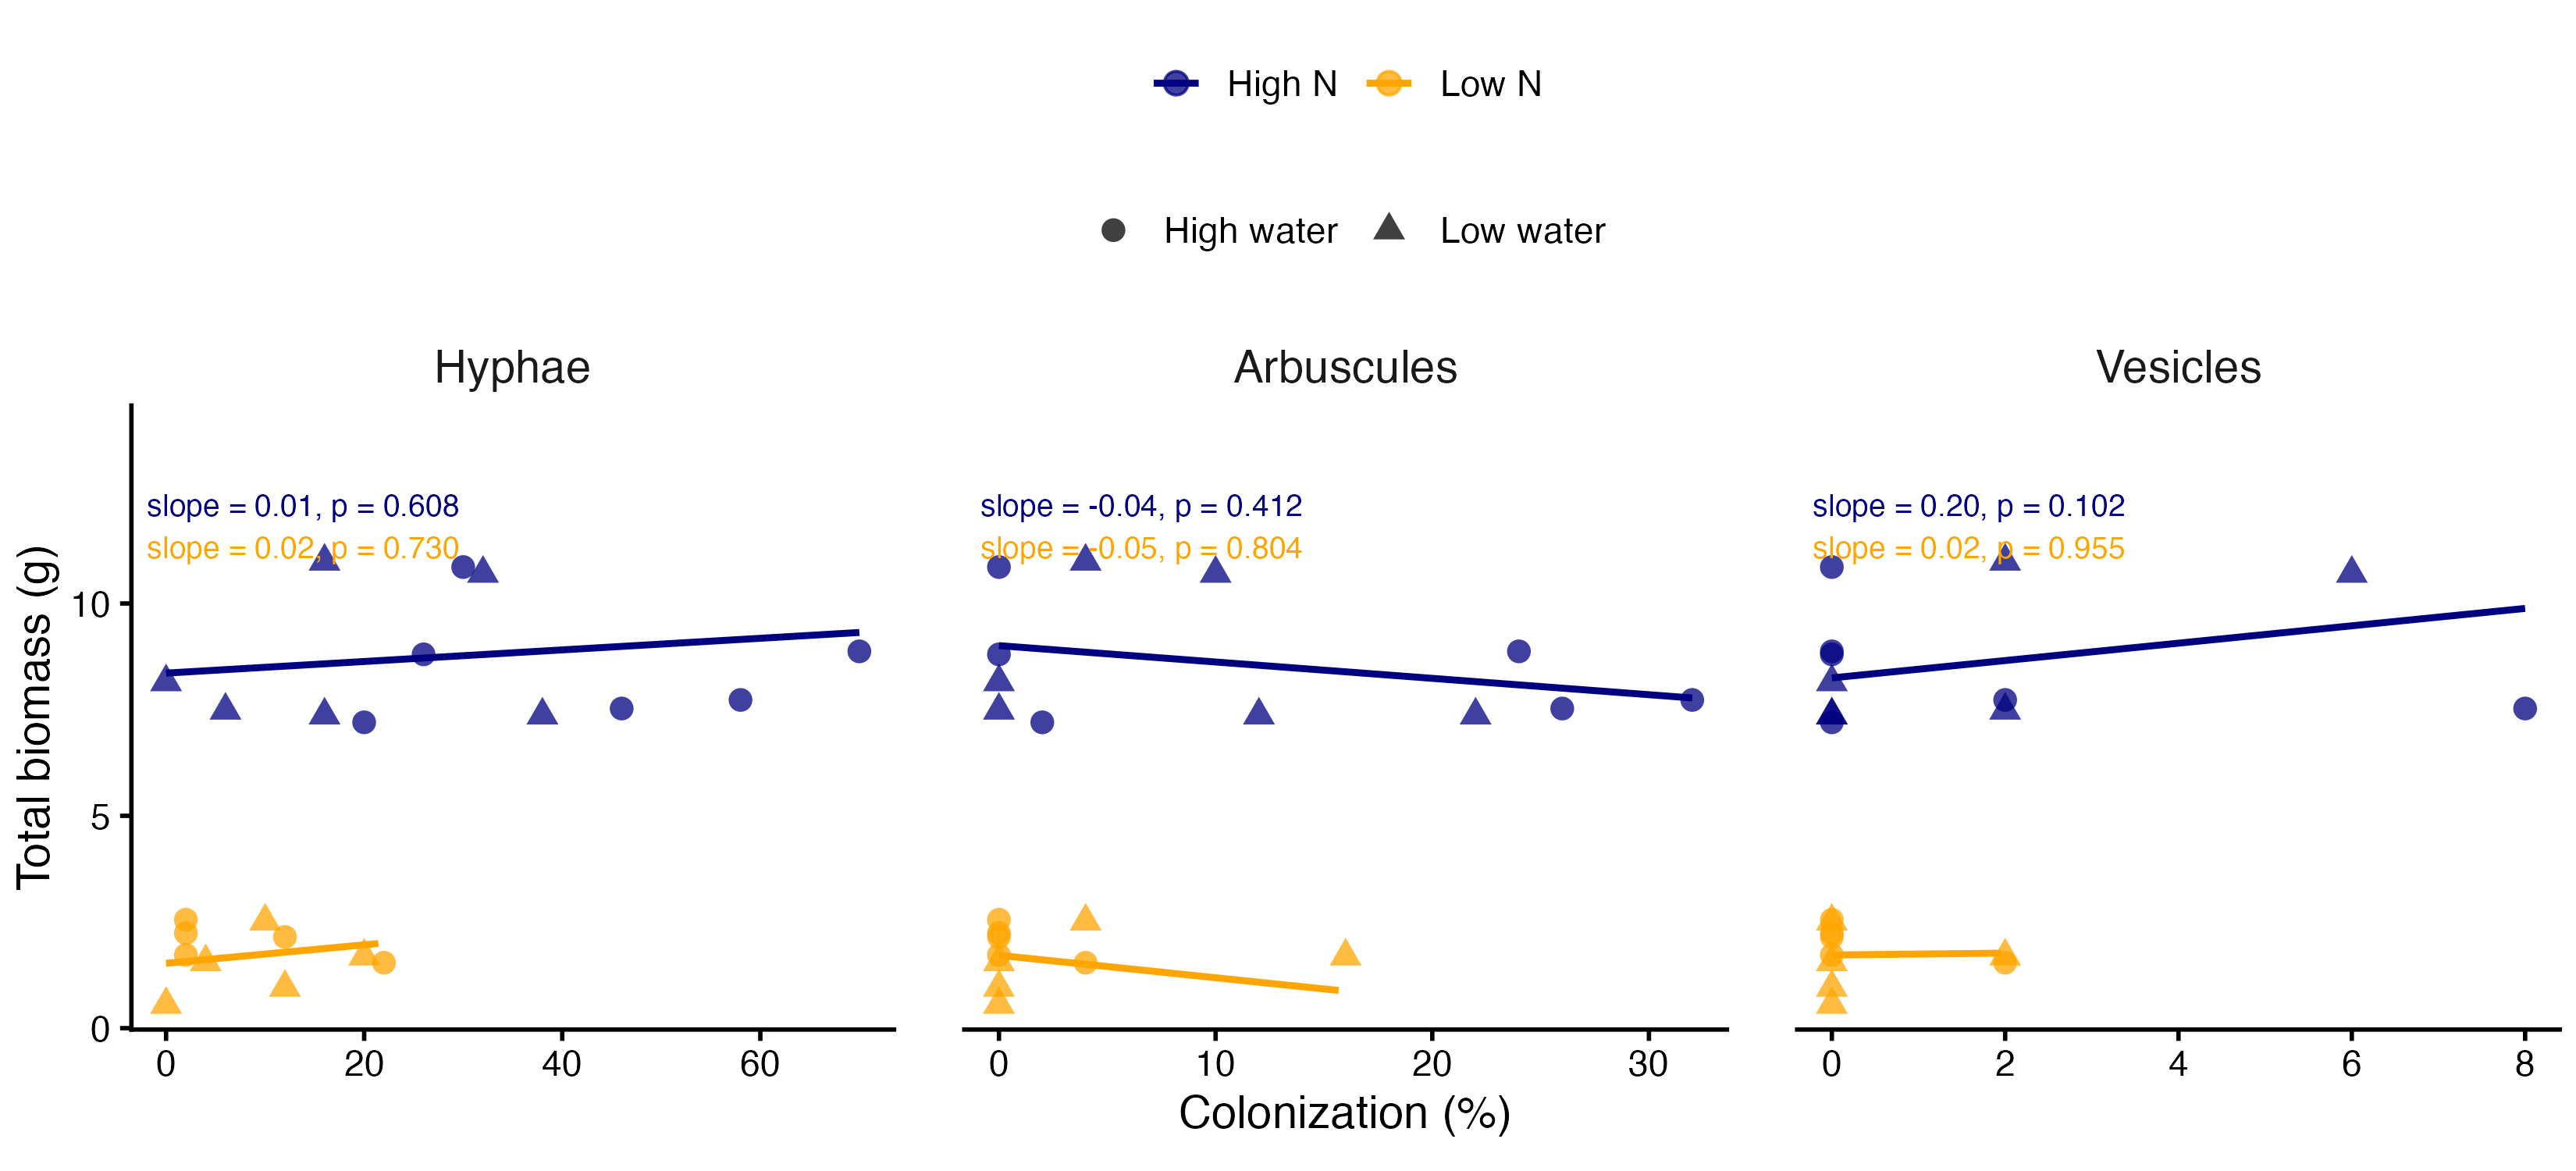 High N Low N
High water Low water
Hyphae Arbuscules Vesicles
slope = 0.01, p = 0.608 slope = -0.04, p = 0.412 slope = 0.20, p = 0.102
slope = 0.02, p = 0.730 slope = -0.05, p = 0.804 slope = 0.02, p = 0.955
Total biomass (g)
10
5
0
0 20 40 60 0 10 20 30 0 2 4 6 8
Colonization (%)